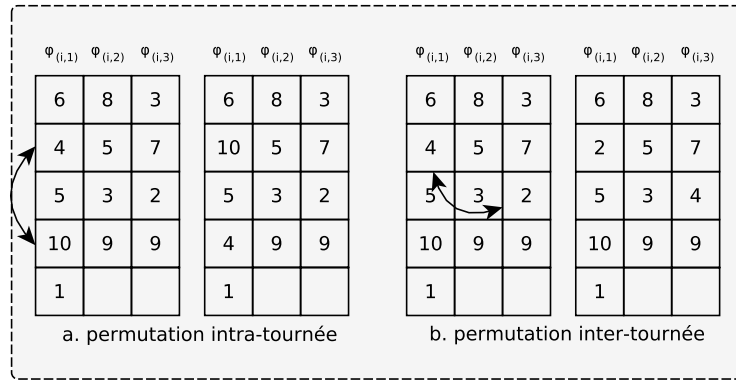 φ(i,1) φ(i,2) φ(i,3) φ(i,1) φ(i,2) φ(i,3) φ(i,1) φ(i,2) φ(i,3) φ(i,1) φ(i,2) φ(i,3)
6 8 3 6 8 3 6 8 3 6 8 3
4 5 7 10 5 7 4 5 7 2 5 7
5 3 2 5 3 2 5 3 2 5 3 4
10 9 9 4 9 9 10 9 9 10 9 9
1 1 1 1
a. permutation intra-tournée b. permutation inter-tournée